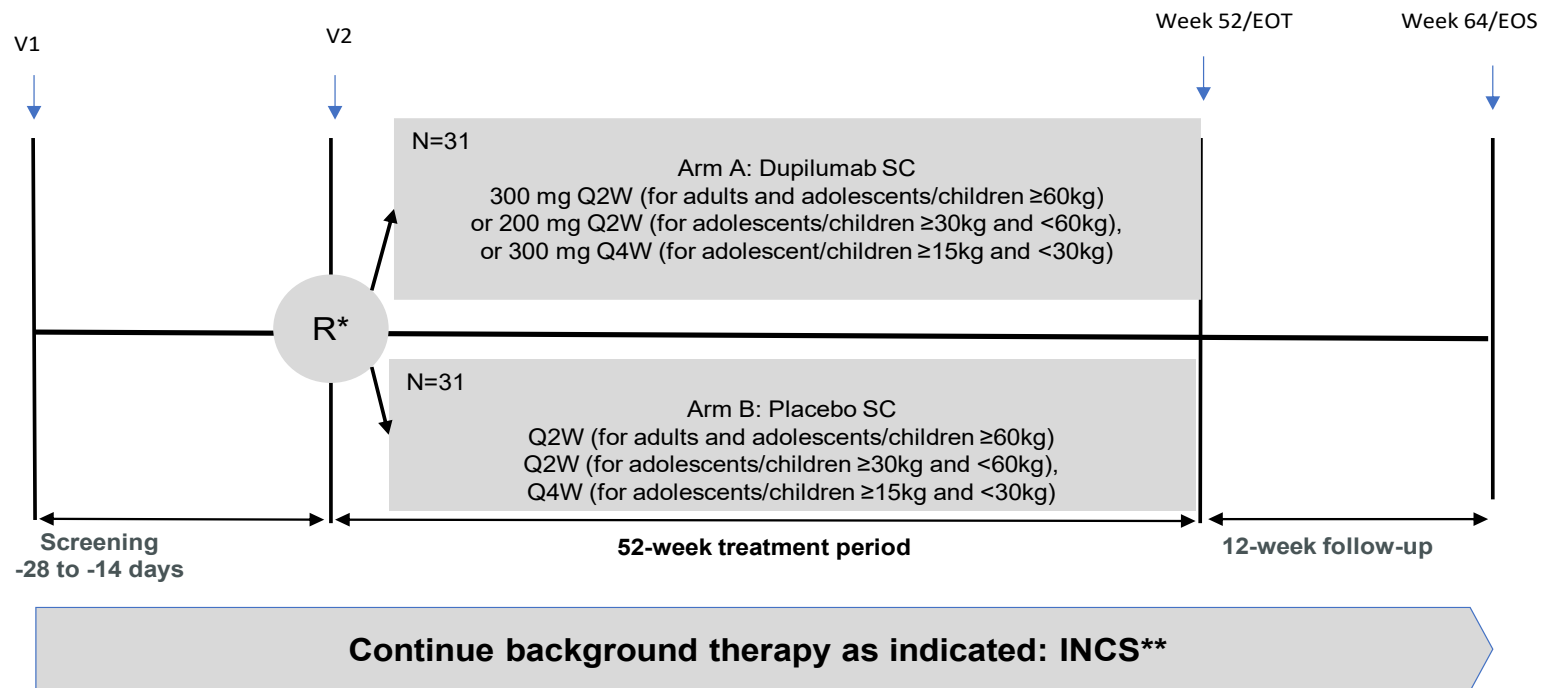 V1
V2
Week 52/EOT
Week 64/EOS
N=31
Arm A: Dupilumab SC
300 mg Q2W (for adults and adolescents/children ≥60kg)
or 200 mg Q2W (for adolescents/children ≥30kg and <60kg),
or 300 mg Q4W (for adolescent/children ≥15kg and <30kg)
R*
N=31
Arm B: Placebo SC
Q2W (for adults and adolescents/children ≥60kg)
Q2W (for adolescents/children ≥30kg and <60kg),
Q4W (for adolescents/children ≥15kg and <30kg)
Screening
-28 to -14 days
52-week treatment period
12-week follow-up
Continue background therapy as indicated: INCS**